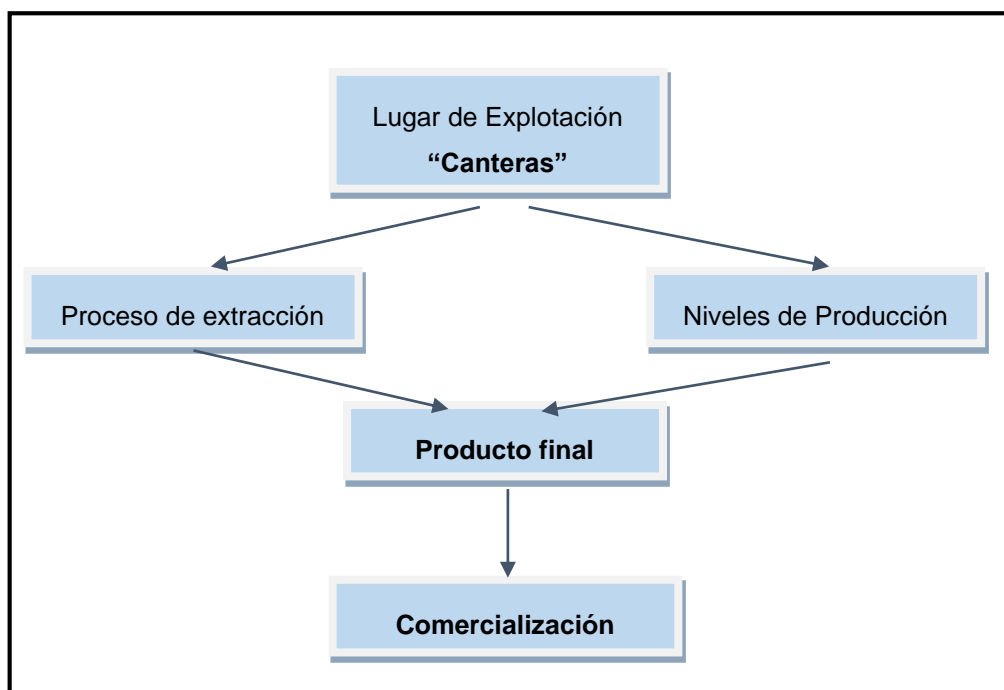 Lugar de Explotación
“Canteras”
Proceso de extracción
Niveles de Producción
Producto final
Comercialización